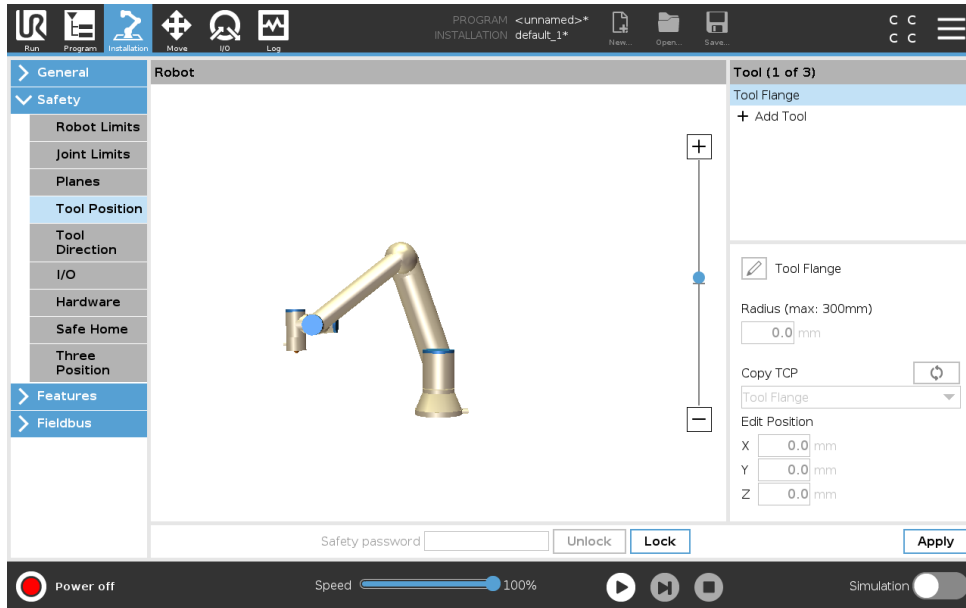 UR
PROGRAM <unnamed>*
INSTALLATION default_1*
C C
C C
Run
Program
Installation
Move
I/O
Log
New...
Open...
Save...
General
Safety
Robot Limits
Joint Limits
Planes
Tool Position
Tool
Direction
I/O
Hardware
Safe Home
Three
Position
Features
Fieldbus
Robot
Tool (1 of 3)
Tool Flange
+ Add Tool
Tool Flange
Radius (max: 300mm)
0.0 mm
Copy TCP
Tool Flange
Edit Position
X 0.0 mm
Y 0.0 mm
Z 0.0 mm
Safety password
Unlock
Lock
Apply
Power off
Speed
100%
Simulation